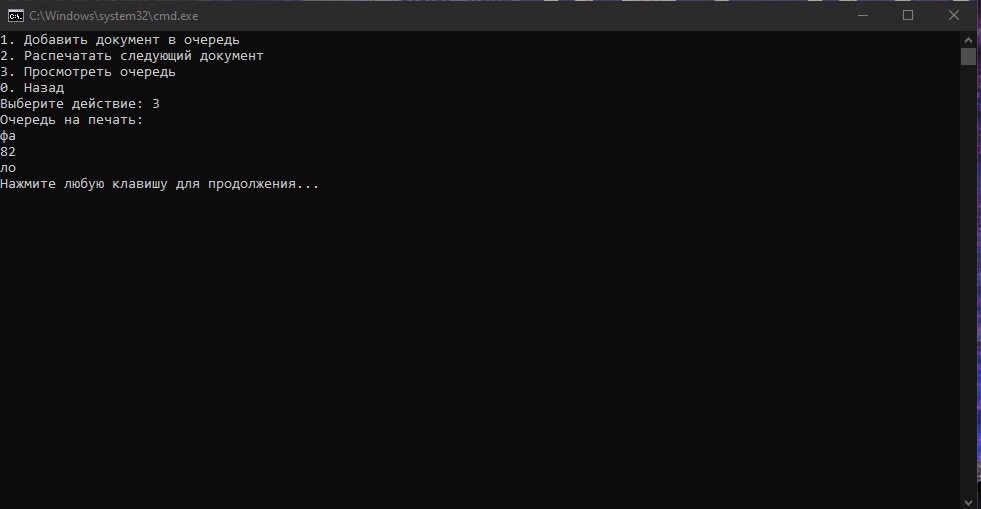 C:\Windows\system32\cmd.exe
1. Добавить документ в очередь
2. Распечатать следующий документ
3. Просмотреть очередь
0. Назад
Выберите действие: 3
Очередь на печать:
фа
82
ло
Нажмите любую клавишу для продолжения...